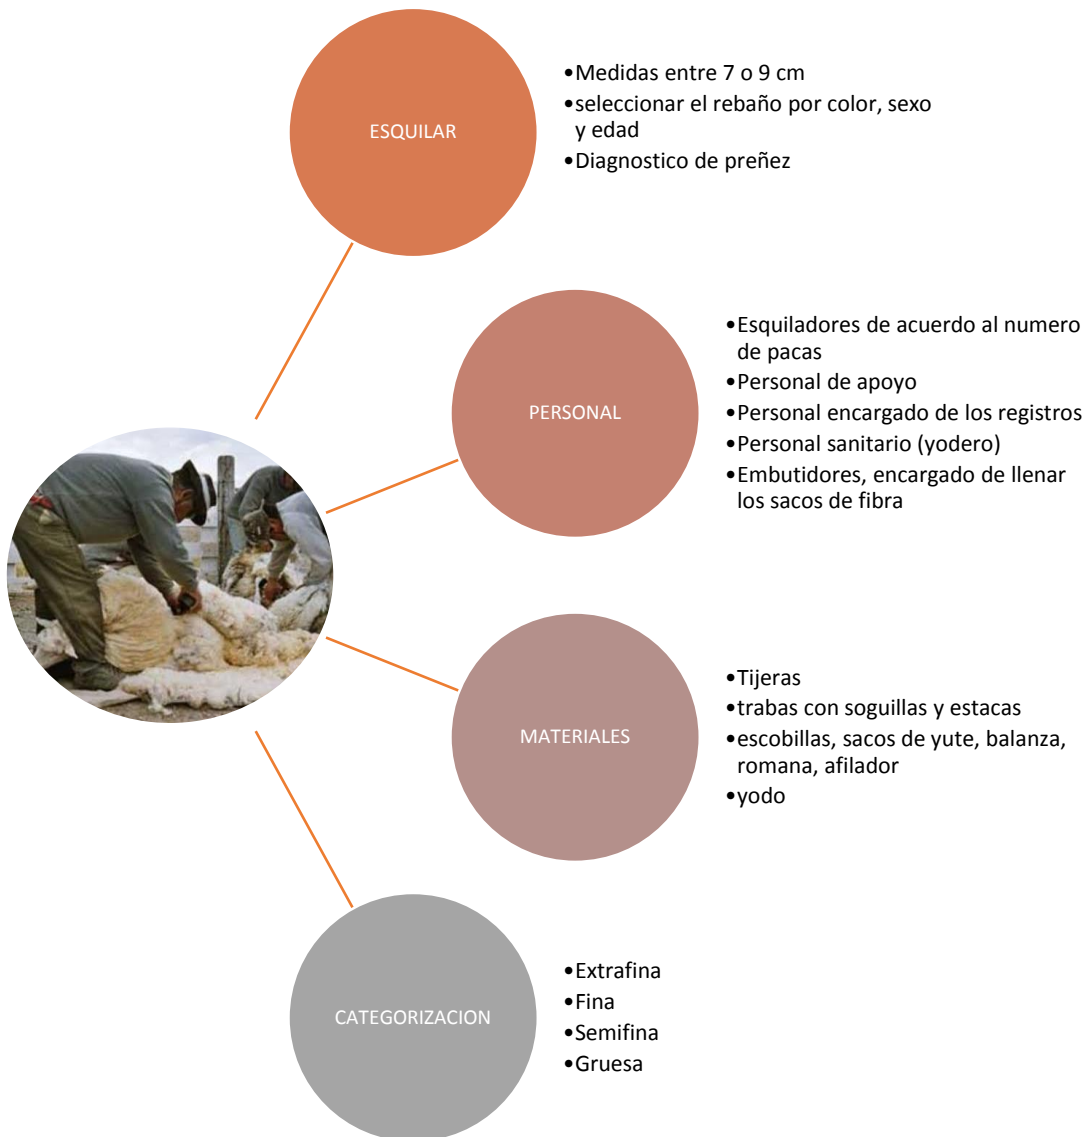 ESQUILAR
•Medidas entre 7 o 9 cm
•seleccionar el rebaño por color, sexo
y edad
•Diagnostico de preñez
PERSONAL
•Esquiladores de acuerdo al numero
de pacas
•Personal de apoyo
•Personal encargado de los registros
•Personal sanitario (yodero)
•Embutidores, encargado de llenar
los sacos de fibra
MATERIALES
•Tijeras
•trabas con soguillas y estacas
•escobillas, sacos de yute, balanza,
romana, afilador
•yodo
CATEGORIZACION
•Extrafina
•Fina
•Semifina
•Gruesa